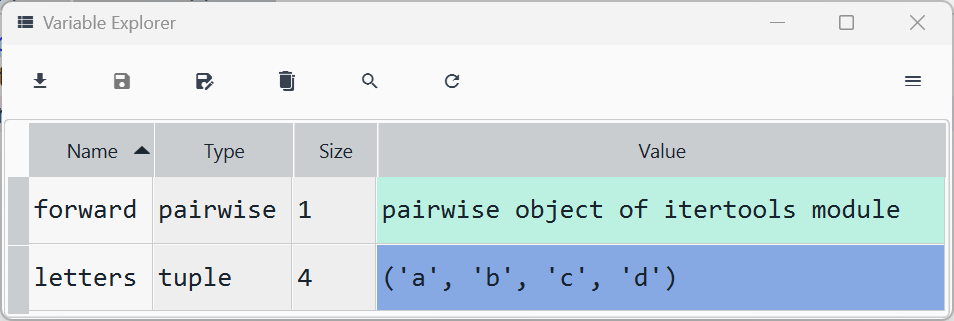 Variable Explorer
Name Type Size Value
forward pairwise 1 pairwise object of itertools module
letters tuple 4 ('a', 'b', 'c', 'd')